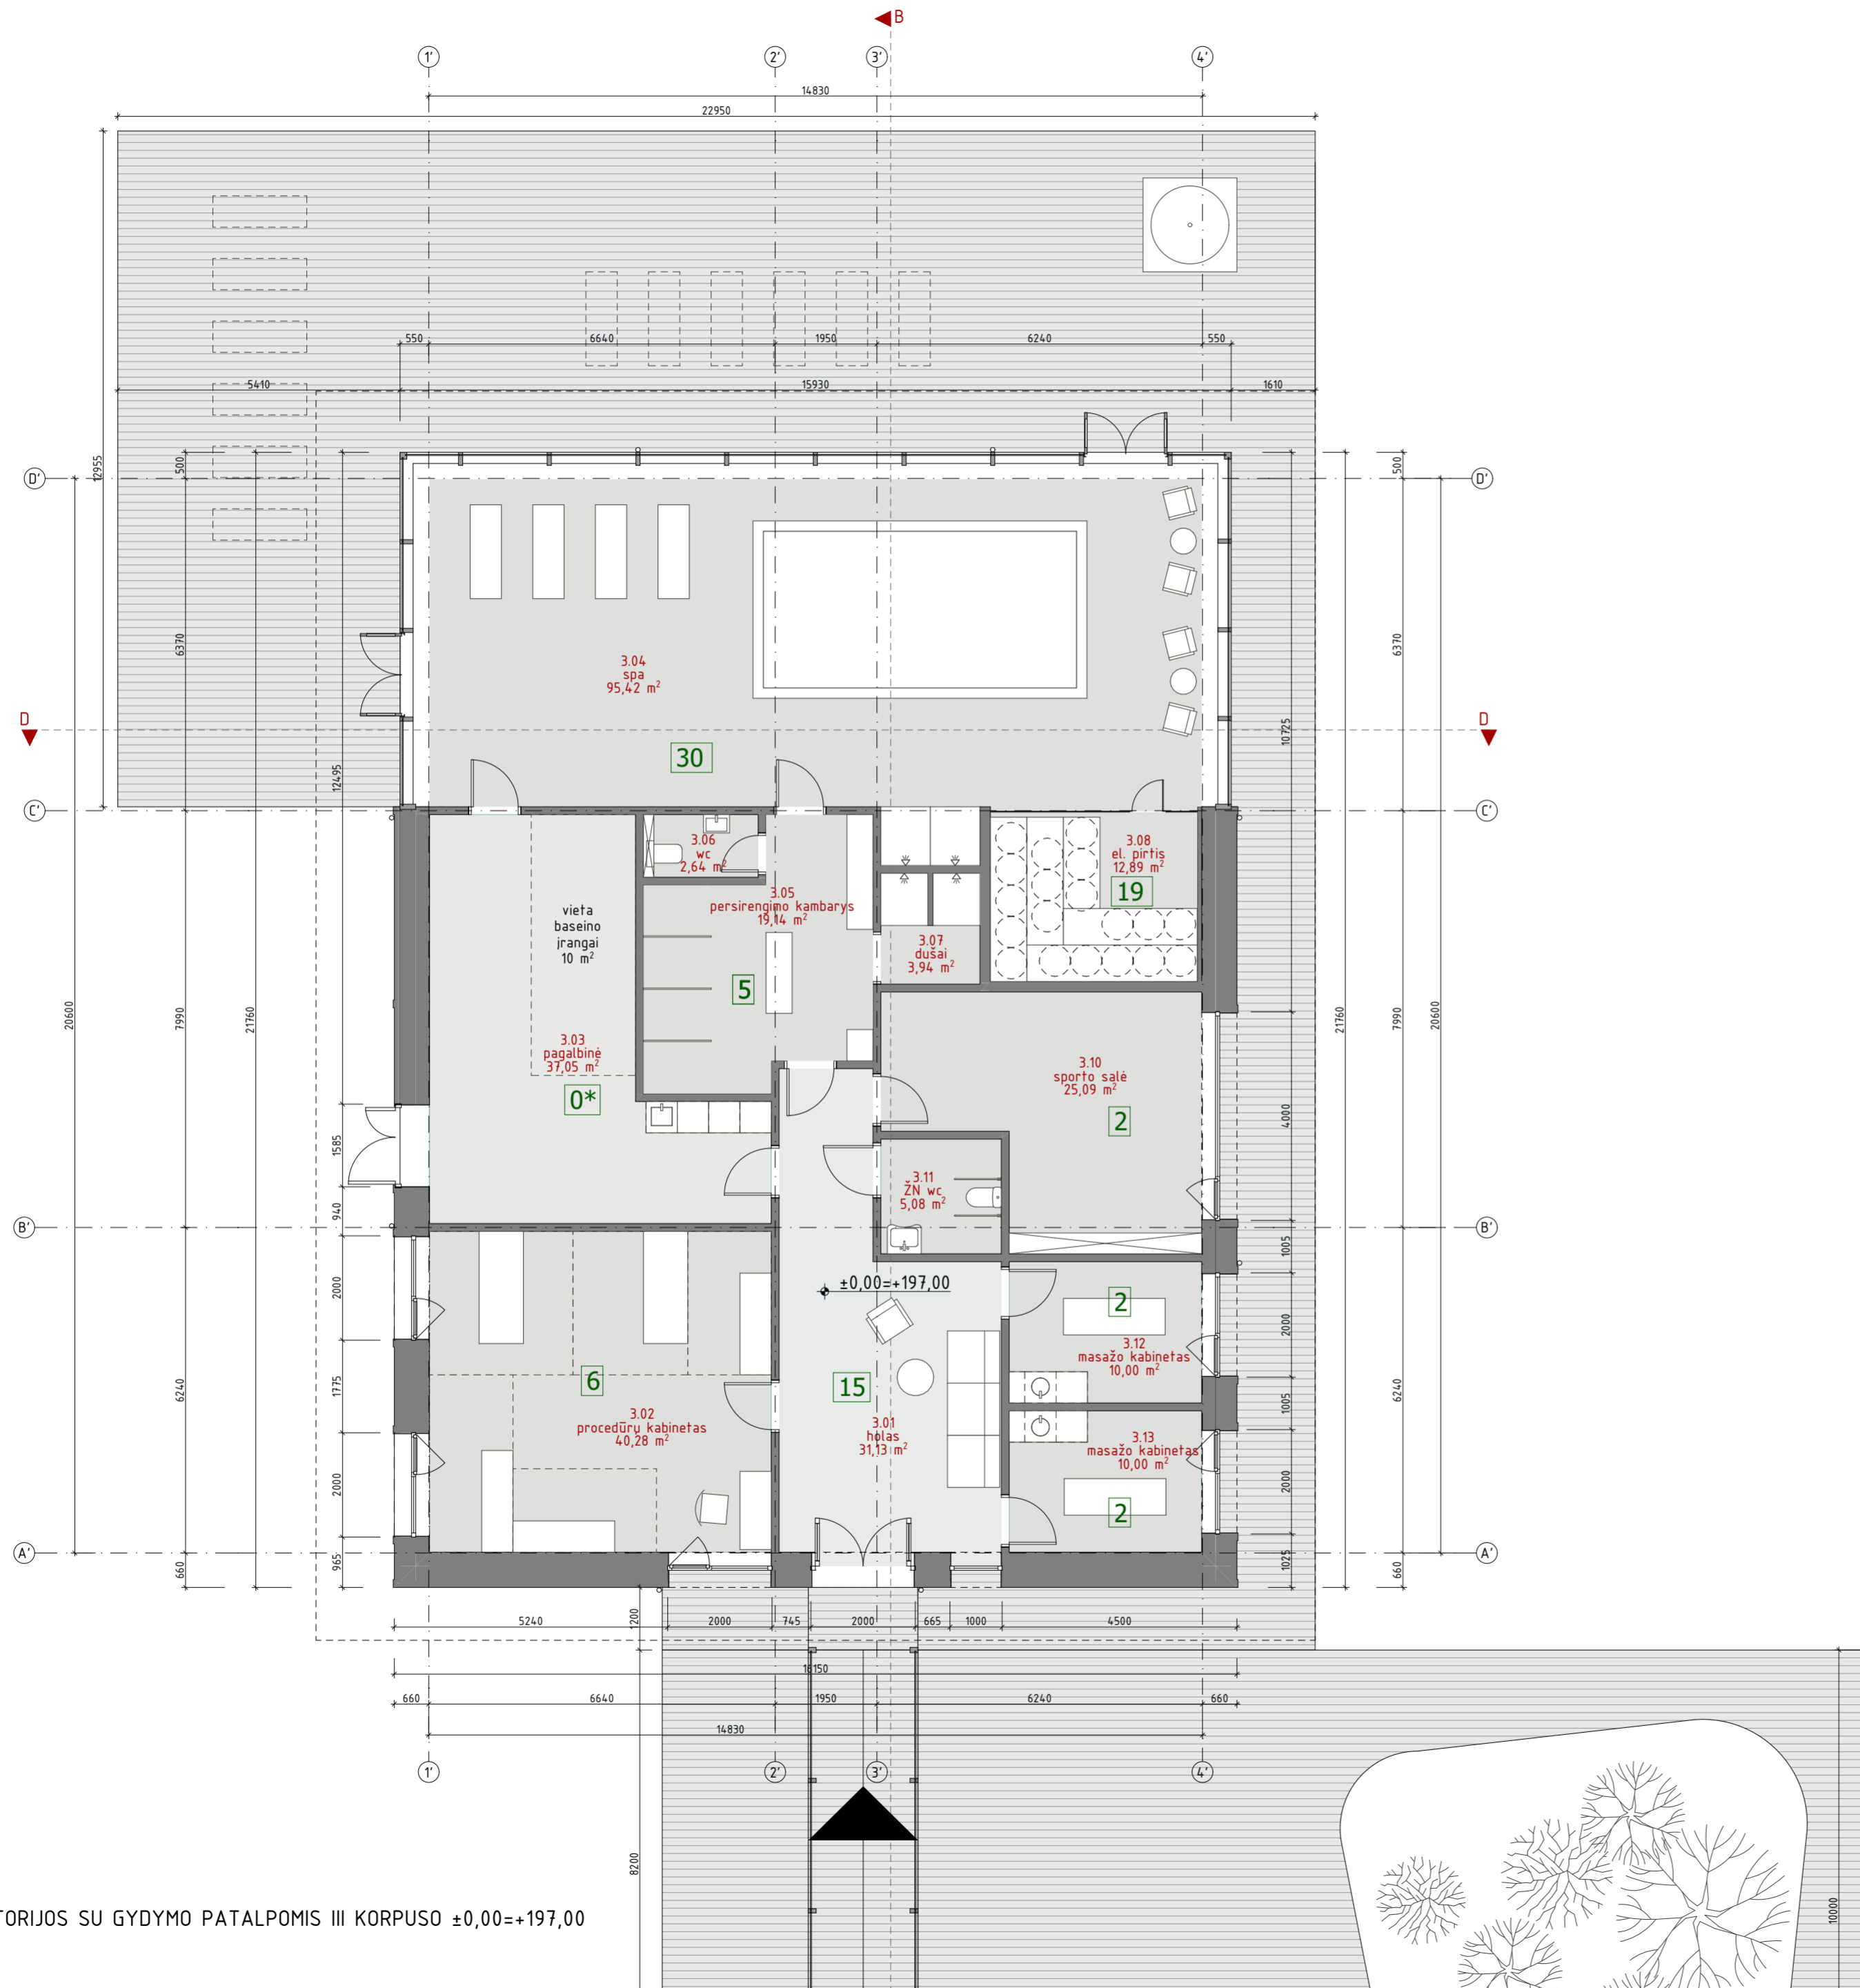 B
1'
2'
3'
4'
14830
22950
550
6640
1950
6240
550
5410
15930
1610
12955
500
500
D'
D'
6370
6370
3.04
spa
95,42 m²
10725
D
D
30
12495
C'
C'
3.06
wc
2,64 m²
3.08
el. pirtis
12,89 m²
19
3.05
persirengimo kambarys
19,14 m²
vieta
baseino
įrangai
10 m²
3.07
dušai
3,94 m²
5
20600
7990
21760
21760
7990
20600
3.03
pagalbinė
37,05 m²
3.10
sporto salė
25,09 m²
0*
2
4000
1585
3.11
ŽN wc
5,08 m²
940
B'
B'
1005
±0,00=+197,00
2000
2
2000
3.12
masažo kabinetas
10,00 m²
6
15
6240
1775
1005
6240
3.02
procedūrų kabinetas
40,28 m²
3.01
holas
31,13 m²
3.13
masažo kabinetas
10,00 m²
2000
2
2000
A'
A'
660
965
1025
660
1200
5240
2000
745
2000
665
1000
4500
16150
660
6640
1950
6240
660
14830
1'
2'
3'
4'
8200
10000
TORIJOS SU GYDYMO PATALPOMIS III KORPUSO ±0,00=+197,00